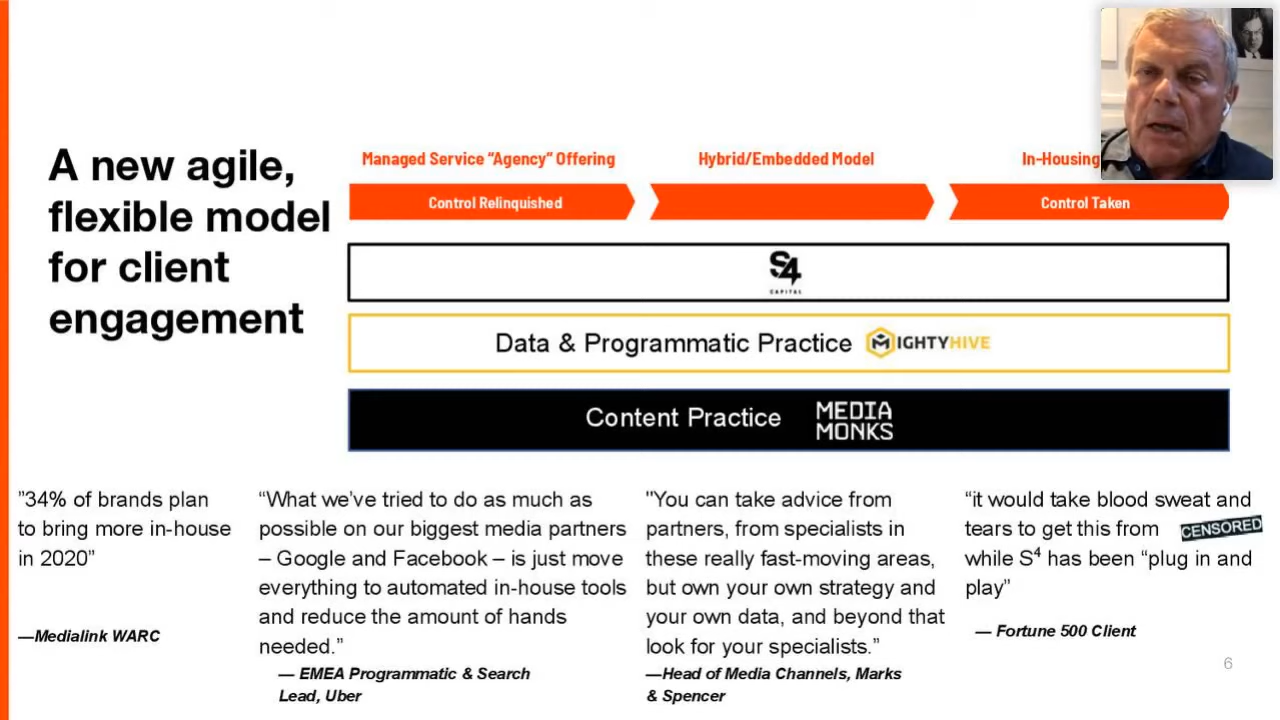 A new agile,
flexible model
for client
engagement
Managed Service “Agency” Offering
Hybrid/Embedded Model
In-Housing
Control Relinquished
Control Taken
S4
CAPITAL
Data & Programmatic Practice MIGHTYHIVE
Content Practice
MEDIA
MONKS
”34% of brands plan
to bring more in-house
in 2020”
—Medialink WARC
“What we’ve tried to do as much as
possible on our biggest media partners
– Google and Facebook – is just move
everything to automated in-house tools
and reduce the amount of hands
needed.”
— EMEA Programmatic & Search
Lead, Uber
"You can take advice from
partners, from specialists in
these really fast-moving areas,
but own your own strategy and
your own data, and beyond that
look for your specialists.”
—Head of Media Channels, Marks
& Spencer
“it would take blood sweat and
tears to get this from CENSORED
while S⁴ has been “plug in and
play”
— Fortune 500 Client
6